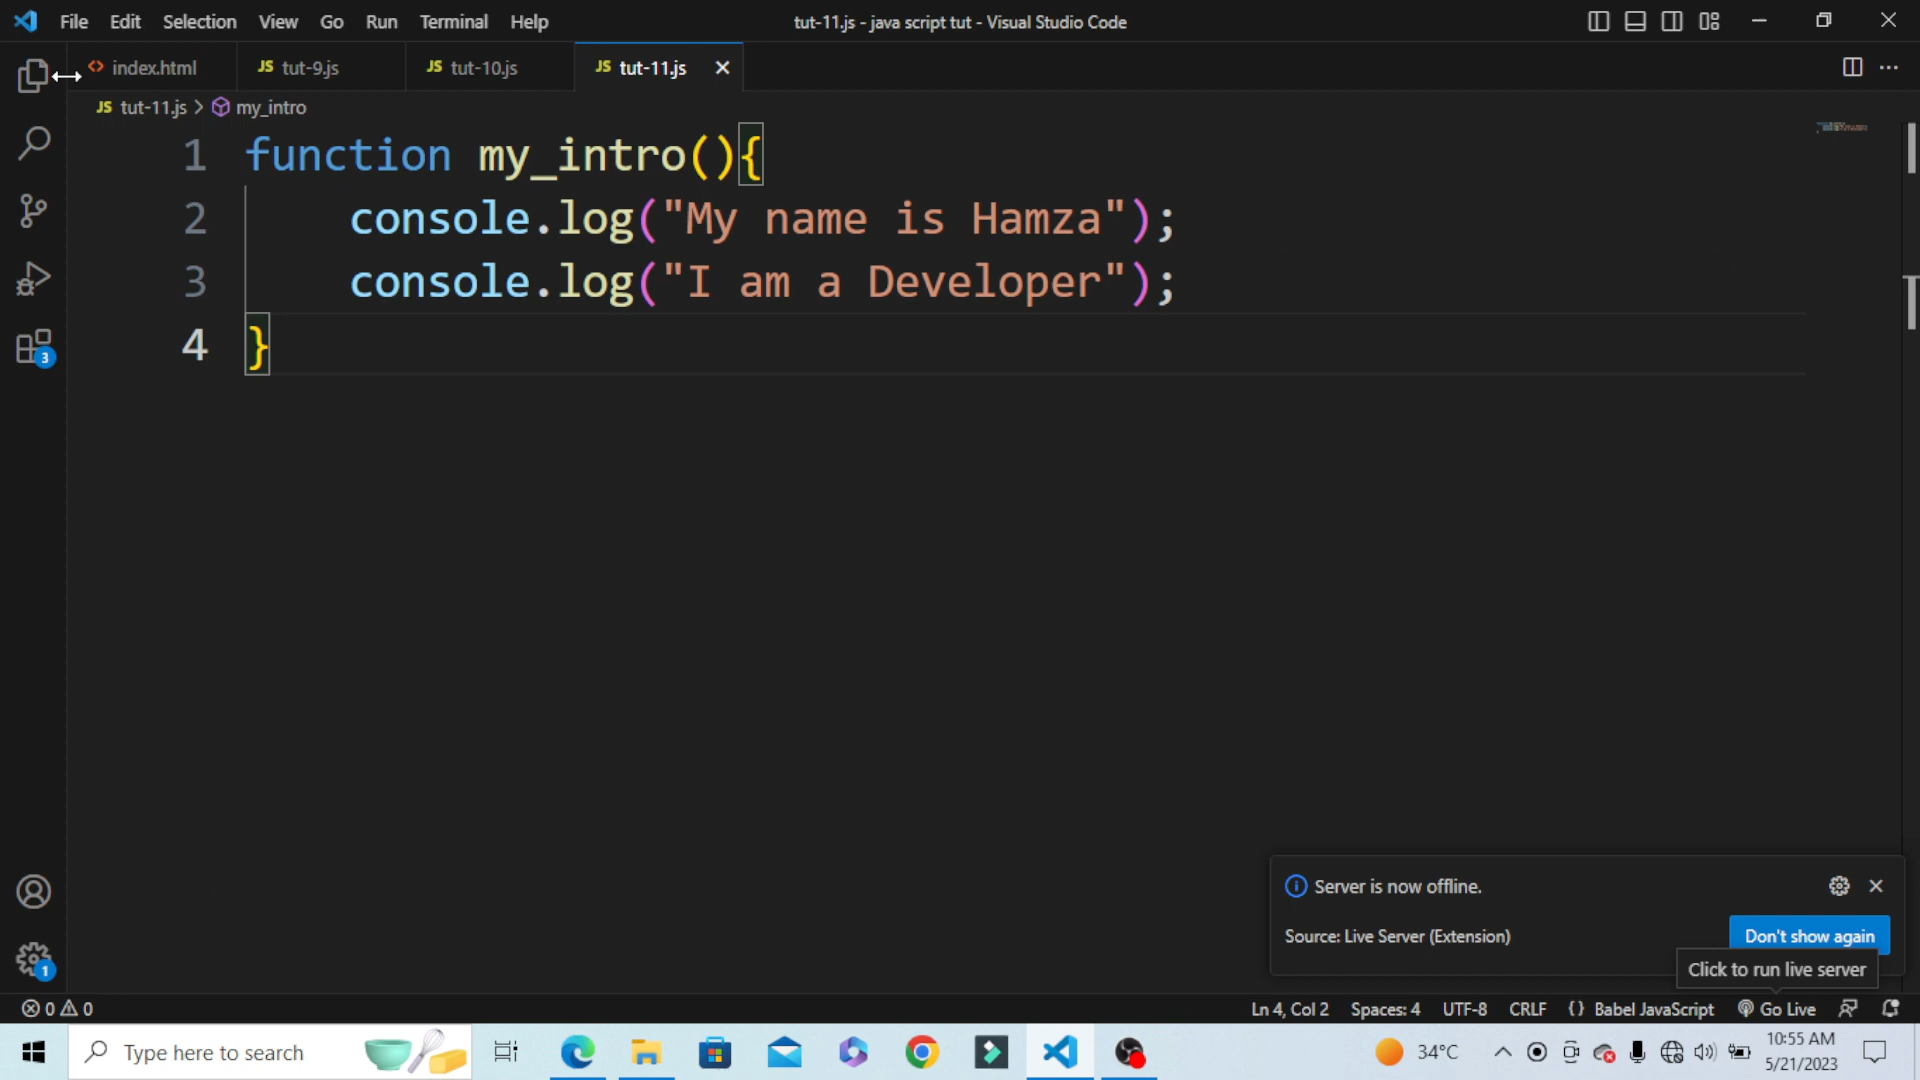 File Edit Selection View Go Run Terminal Help tut-11.js - java script tut - Visual Studio Code
<> index.html JS tut-9.js JS tut-10.js JS tut-11.js
JS tut-11.js > my_intro
1 function my_intro(){
2 console.log("My name is Hamza");
3 console.log("I am a Developer");
4 }
3
Server is now offline.
Source: Live Server (Extension) Don't show again
Click to run live server
1
0 0 Ln 4, Col 2 Spaces: 4 UTF-8 CRLF {} Babel JavaScript Go Live
Type here to search 34°C 10:55 AM
5/21/2023